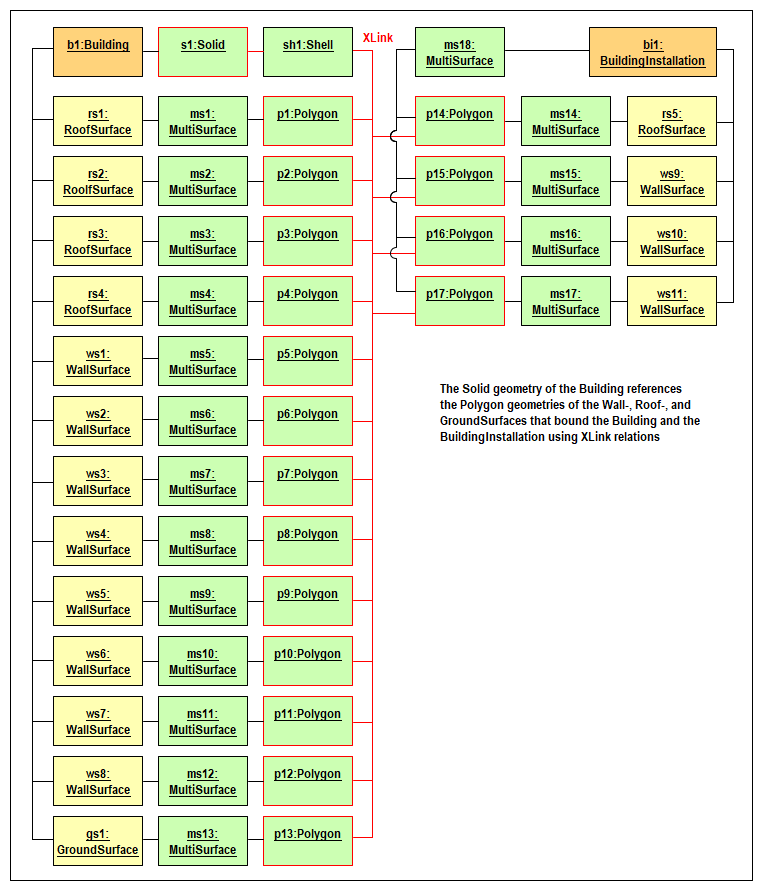 b1:Building
s1:Solid
sh1:Shell
XLink
ms18:
MultiSurface
bi1:
BuildingInstallation
rs1:
RoofSurface
ms1:
MultiSurface
p1:Polygon
p14:Polygon
ms14:
MultiSurface
rs5:
RoofSurface
rs2:
RoolfSurface
ms2:
MultiSurface
p2:Polygon
p15:Polygon
ms15:
MultiSurface
ws9:
WallSurface
rs3:
RoofSurface
ms3:
MultiSurface
p3:Polygon
p16:Polygon
ms16:
MultiSurface
ws10:
WallSurface
rs4:
RoofSurface
ms4:
MultiSurface
p4:Polygon
p17:Polygon
ms17:
MultiSurface
ws11:
WallSurface
ws1:
WallSurface
ms5:
MultiSurface
p5:Polygon
The Solid geometry of the Building references
the Polygon geometries of the Wall-, Roof-, and
GroundSurfaces that bound the Building and the
BuildingInstallation using XLink relations
ws2:
WallSurface
ms6:
MultiSurface
p6:Polygon
ws3:
WallSurface
ms7:
MultiSurface
p7:Polygon
ws4:
WallSurface
ms8:
MultiSurface
p8:Polygon
ws5:
WallSurface
ms9:
MultiSurface
p9:Polygon
ws6:
WallSurface
ms10:
MultiSurface
p10:Polygon
ws7:
WallSurface
ms11:
MultiSurface
p11:Polygon
ws8:
WallSurface
ms12:
MultiSurface
p12:Polygon
gs1:
GroundSurface
ms13:
MultiSurface
p13:Polygon